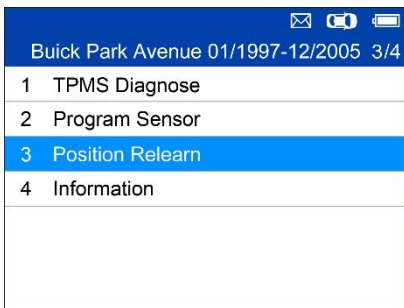 Buick Park Avenue 01/1997-12/2005 3/4
1 TPMS Diagnose
2 Program Sensor
3 Position Relearn
4 Information